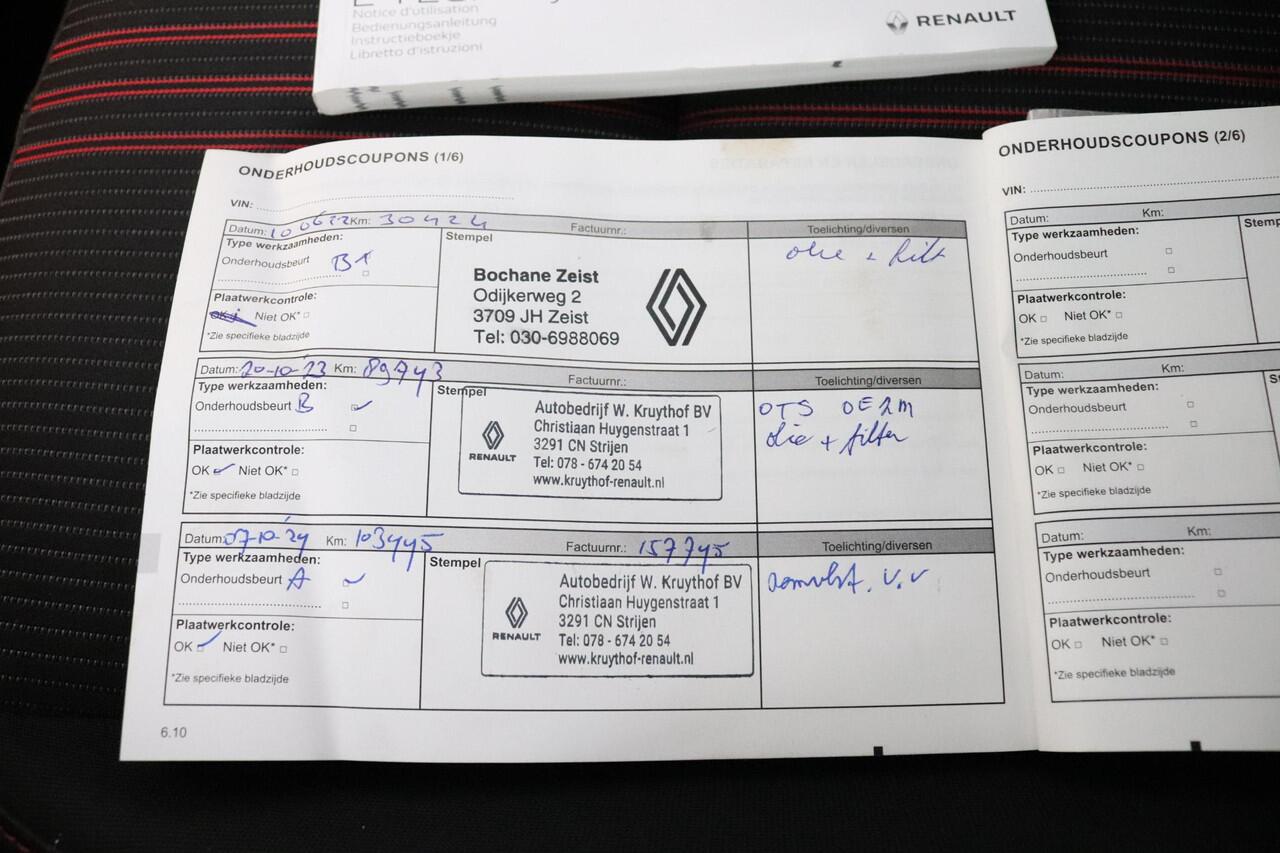 Notice d'utilisation
Bedienungsanleitung
Instructieboekje
Libretto d'istruzioni
RENAULT
ONDERHOUDSCOUPONS (1/6)
VIN:
Datum: 100622 Km: 30424 Factuurnr.: Toelichting/diversen
Type werkzaamheden: Stempel
Onderhoudsbeurt B1
olie + filt
Plaatwerkcontrole:
OK Niet OK*
*Zie specifieke bladzijde
Bochane Zeist
Odijkerweg 2
3709 JH Zeist
Tel: 030-6988069
Datum: 20-10-23 Km: 89743 Factuurnr.: Toelichting/diversen
Type werkzaamheden: Stempel
Onderhoudsbeurt B
Plaatwerkcontrole:
OK Niet OK*
*Zie specifieke bladzijde
RENAULT
Autobedrijf W. Kruythof BV
Christiaan Huygenstraat 1
3291 CN Strijen
Tel: 078 - 674 20 54
www.kruythof-renault.nl
OTS
olie + filter
Datum: 07-10-24 Km: 103445 Factuurnr.: 157745 Toelichting/diversen
Type werkzaamheden: Stempel
Onderhoudsbeurt A
Plaatwerkcontrole:
OK Niet OK*
*Zie specifieke bladzijde
RENAULT
Autobedrijf W. Kruythof BV
Christiaan Huygenstraat 1
3291 CN Strijen
Tel: 078 - 674 20 54
www.kruythof-renault.nl
remvlst. v.v
6.10
ONDERHOUDSCOUPONS (2/6)
VIN:
Datum: Km:
Type werkzaamheden:
Onderhoudsbeurt
Plaatwerkcontrole:
OK Niet OK*
*Zie specifieke bladzijde
Datum: Km:
Type werkzaamheden:
Onderhoudsbeurt
Plaatwerkcontrole:
OK Niet OK*
*Zie specifieke bladzijde
Datum: Km:
Type werkzaamheden:
Onderhoudsbeurt
Plaatwerkcontrole:
OK Niet OK*
*Zie specifieke bladzijde